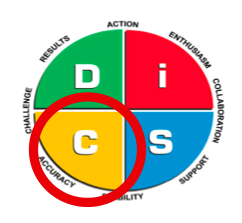 ACTION
RESULTS
ENTHUSIASM
D i
CHALLENGE
COLLABORATION
C S
ACCURACY
SUPPORT